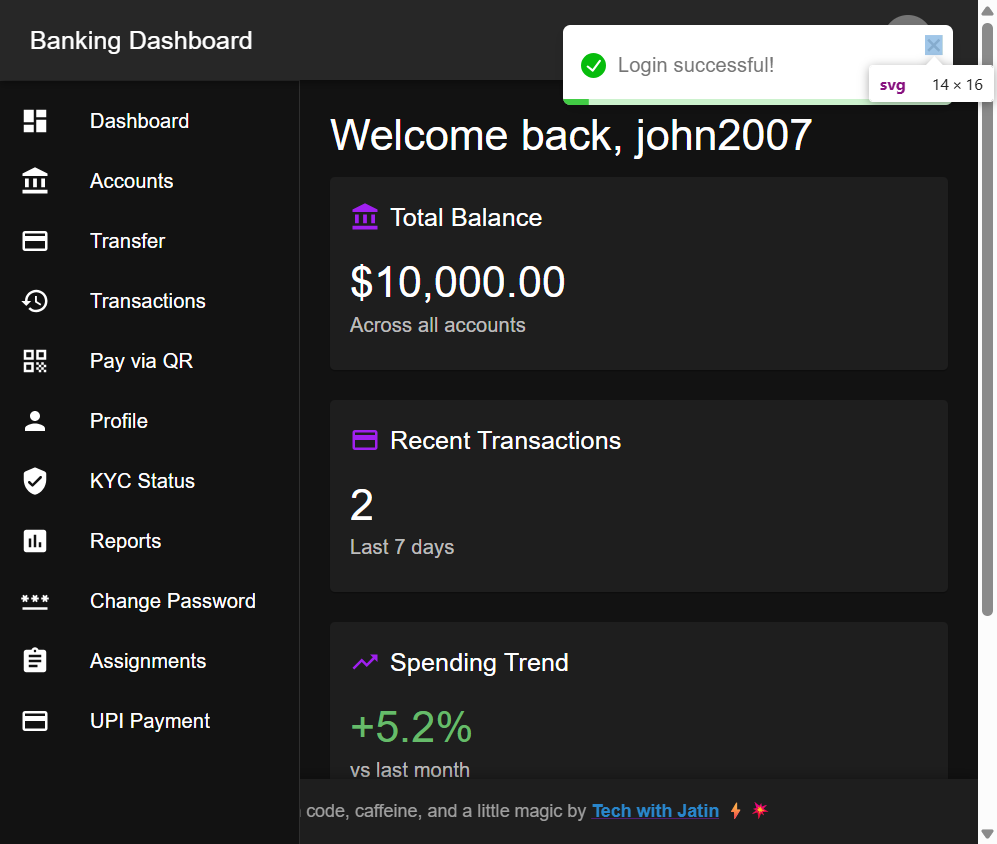 Banking Dashboard
Login successful!
svg 14 × 16
Dashboard
Accounts
Transfer
Transactions
Pay via QR
Profile
KYC Status
Reports
Change Password
Assignments
UPI Payment
Welcome back, john2007
Total Balance
$10,000.00
Across all accounts
Recent Transactions
2
Last 7 days
Spending Trend
+5.2%
vs last month
code, caffeine, and a little magic by Tech with Jatin ⚡ 💥